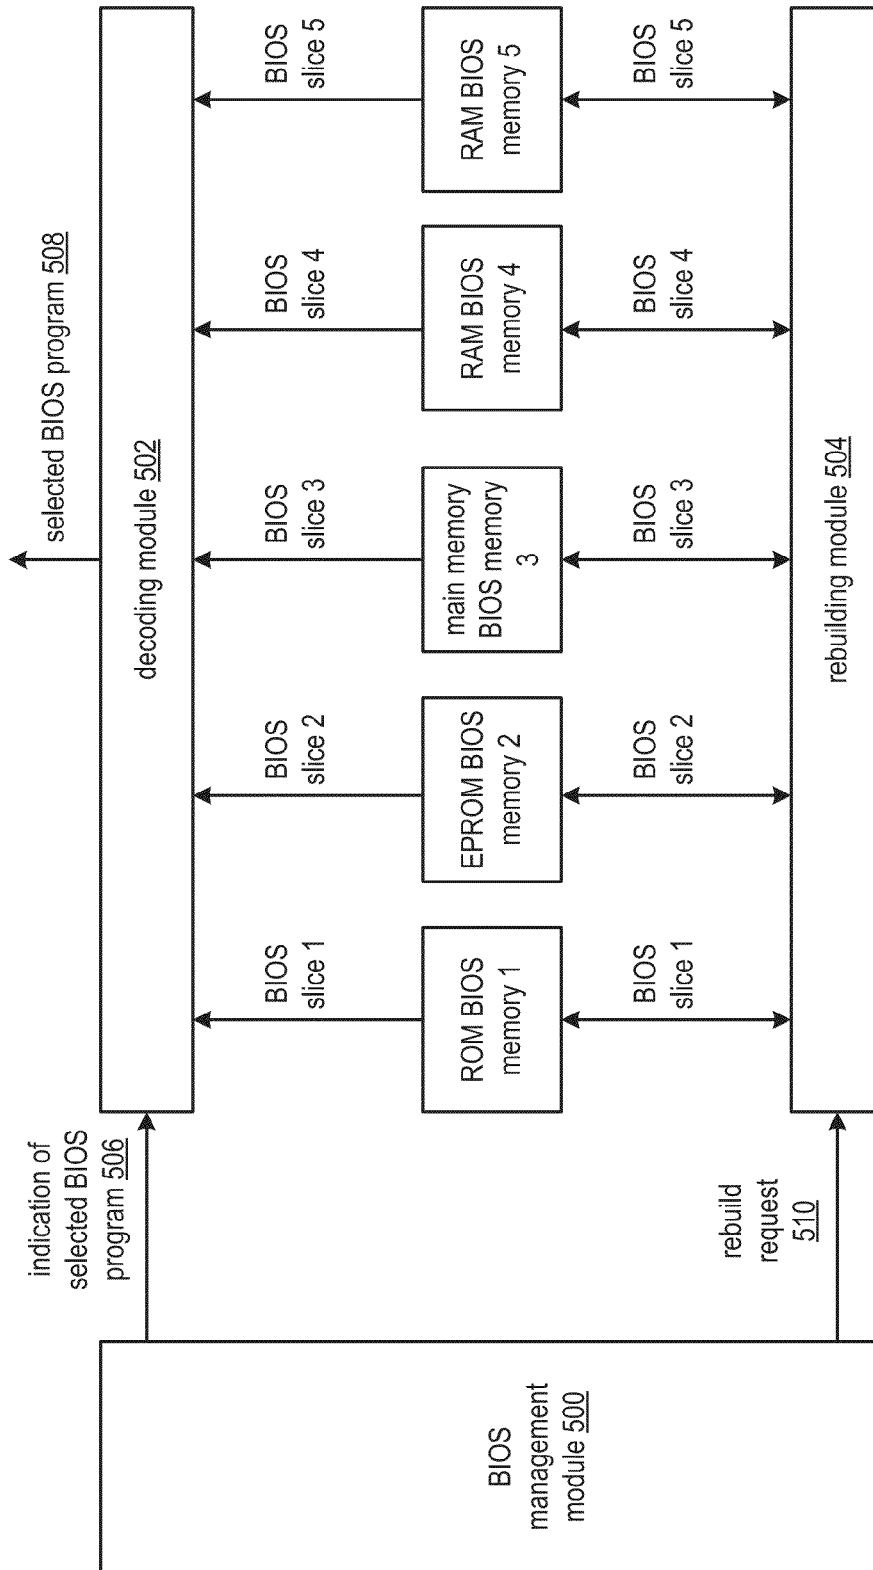 selected BIOS program 508
indication of
selected BIOS
program 506
decoding module 502
BIOS
slice 1
BIOS
slice 2
BIOS
slice 3
BIOS
slice 4
BIOS
slice 5
BIOS
management
module 500
ROM BIOS
memory 1
EPROM BIOS
memory 2
main memory
BIOS memory
3
RAM BIOS
memory 4
RAM BIOS
memory 5
BIOS
slice 1
BIOS
slice 2
BIOS
slice 3
BIOS
slice 4
BIOS
slice 5
rebuild
request
510
rebuilding module 504